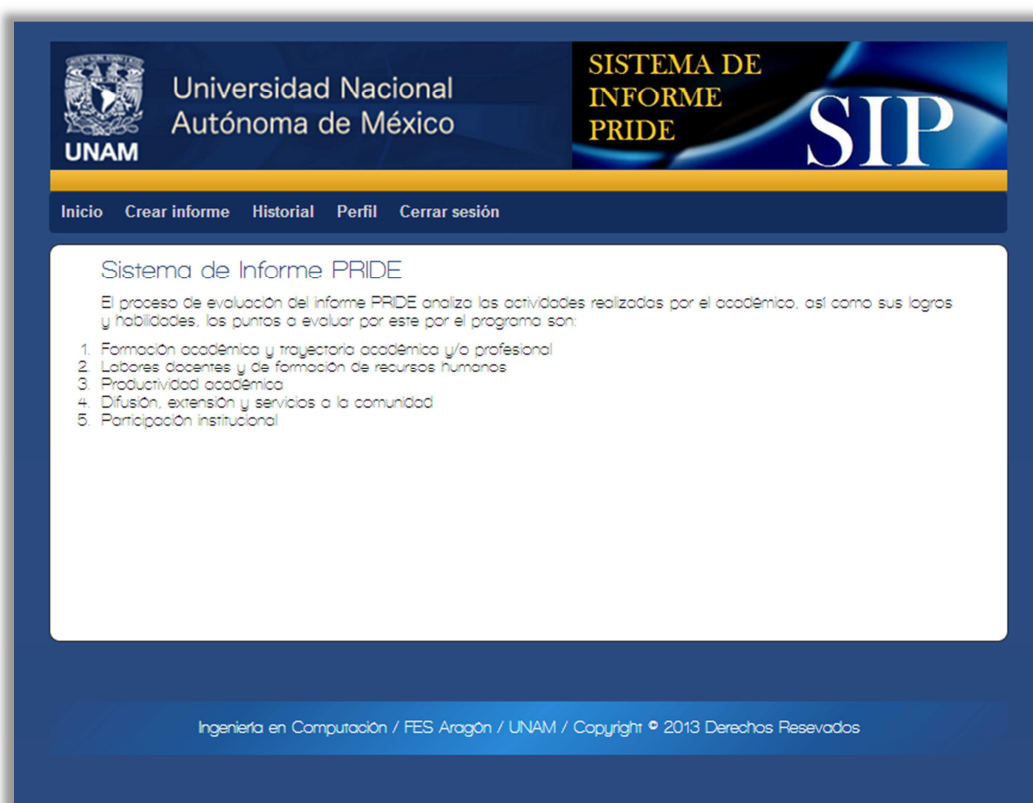 UNAM
Universidad Nacional
Autónoma de México
SISTEMA DE
INFORME
PRIDE
SIP
Inicio Crear informe Historial Perfil Cerrar sesión
Sistema de Informe PRIDE
El proceso de evaluación del informe PRIDE analiza las actividades realizadas por el académico, así como sus logros
y habilidades, los puntos a evaluar por este por el programa son:
1. Formación académica y trayectoria académica y/o profesional
2. Labores docentes y de formación de recursos humanos
3. Productividad académica
4. Difusión, extensión y servicios a la comunidad
5. Participación institucional
Ingeniería en Computación / FES Aragón / UNAM / Copyright © 2013 Derechos Resevados